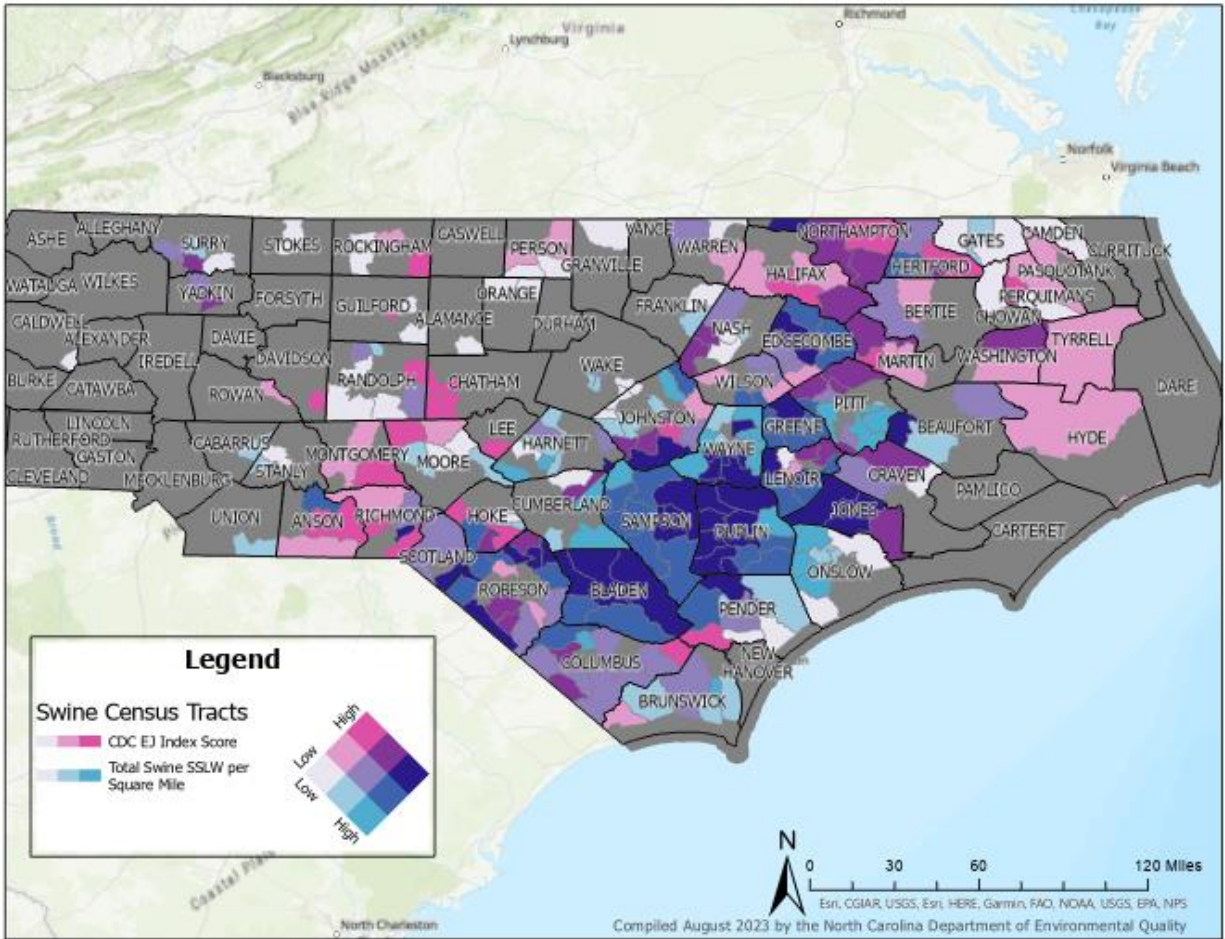 Richmond
Chesapeake
Bay
Virginia
Lynchburg
Blacksburg
Blue Ridge Mountains
Norfolk
Virginia Beach
ASHE
ALLEGHANY
SURRY
STOKES
ROCKINGHAM
CASWELL
PERSON
VANCE
WARREN
NORTHAMPTON
GATES
CAMDEN
CURRITUCK
WATAUGA
WILKES
YADKIN
FORSYTH
GUILFORD
ORANGE
GRANVILLE
HALIFAX
HERTFORD
PASQUOTANK
PERQUIMANS
CHOWAN
CALDWELL
ALEXANDER
DAVIE
ALAMANCE
DURHAM
FRANKLIN
NASH
EDGECOMBE
BERTIE
TYRRELL
BURKE
CATAWBA
IREDELL
DAVIDSON
RANDOLPH
CHATHAM
WAKE
WILSON
MARTIN
WASHINGTON
DARE
ROWAN
LINCOLN
RUTHERFORD
GASTON
CLEVELAND
MECKLENBURG
CABARRUS
STANLY
MONTGOMERY
MOORE
LEE
HARNETT
JOHNSTON
WAYNE
GREENE
PITT
BEAUFORT
HYDE
UNION
ANSON
RICHMOND
HOKE
CUMBERLAND
SAMPSON
DUPLIN
LENOIR
CRAVEN
JONES
PAMLICO
CARTERET
SCOTLAND
ROBESON
BLADEN
PENDER
ONSLOW
COLUMBUS
NEW
HANOVER
BRUNSWICK
Legend
Swine Census Tracts
CDC EJ Index Score
Total Swine SSLW per
Square Mile
High
Low
Low
High
Coastal Plain
North Charleston
N
0 30 60 120 Miles
Esri, CGIAR, USGS, Esri, HERE, Garmin, FAO, NOAA, USGS, EPA, NPS
Compiled August 2023 by the North Carolina Department of Environmental Quality